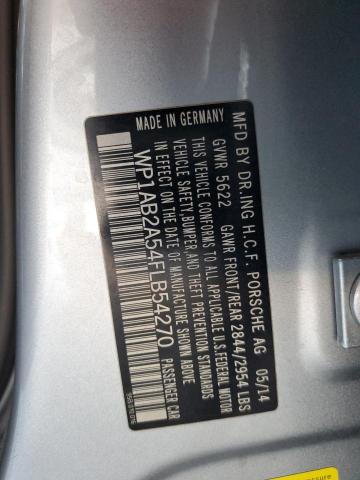 MADE IN GERMANY
MFD BY DR.ING H.C.F. PORSCHE AG 05/14
GVWR 5622 GAWR FRONT/REAR 2844/2954 LBS
THIS VEHICLE CONFORMS TO ALL APPLICABLE U.S.FEDERAL MOTOR
VEHICLE SAFETY,BUMPER,AND THEFT PREVENTION STANDARDS
IN EFFECT ON THE DATE OF MANUFACTURE SHOWN ABOVE.
WP1AB2A54FLB54270 PASSENGER CAR